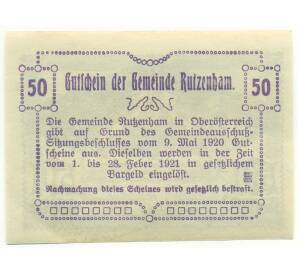 50 Gutschein der Gemeinde Rutzenham. 50
Die Gemeinde Rutzenham in Oberösterreich
gibt auf Grund des Gemeindeausschuß-
Sitzungsbeschlusses vom 9. Mai 1920 Gut-
scheine aus. Dieselben werden in der Zeit
vom 1. bis 28. Feber 1921 in gesetzlichem
Bargeld eingelöst.
Nachmachung dieses Scheines wird gesetzlich bestraft.